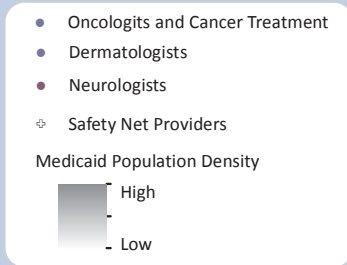 Oncologits and Cancer Treatment
Dermatologists
Neurologists
Safety Net Providers
Medicaid Population Density
High
Low